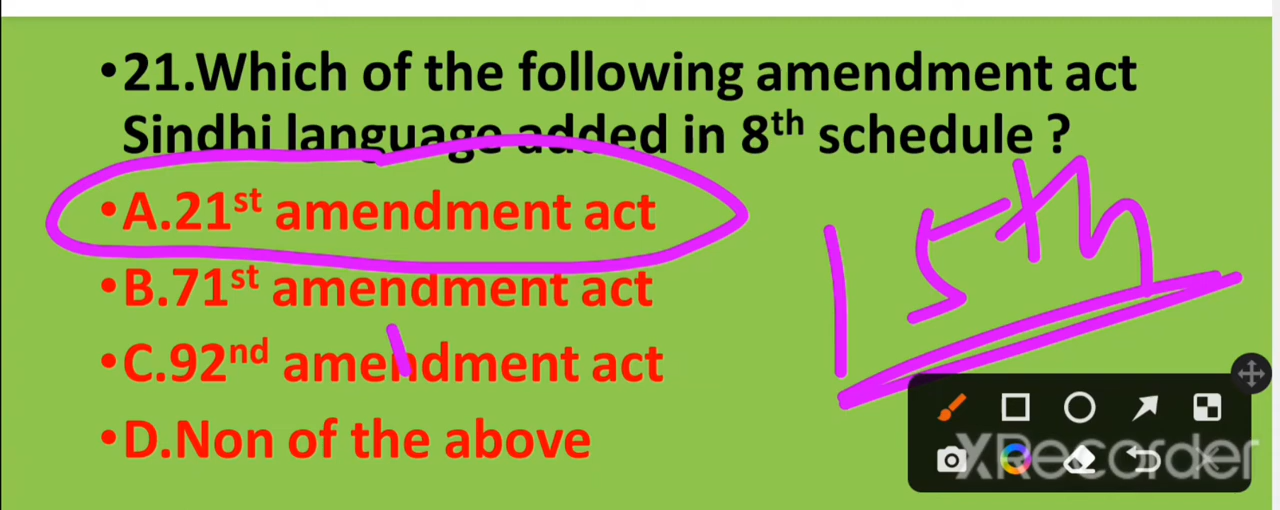 •21.Which of the following amendment act
Sindhi language added in 8th schedule ?
•A.21st amendment act
•B.71st amendment act
•C.92nd amendment act
•D.Non of the above
15th
XRecorder